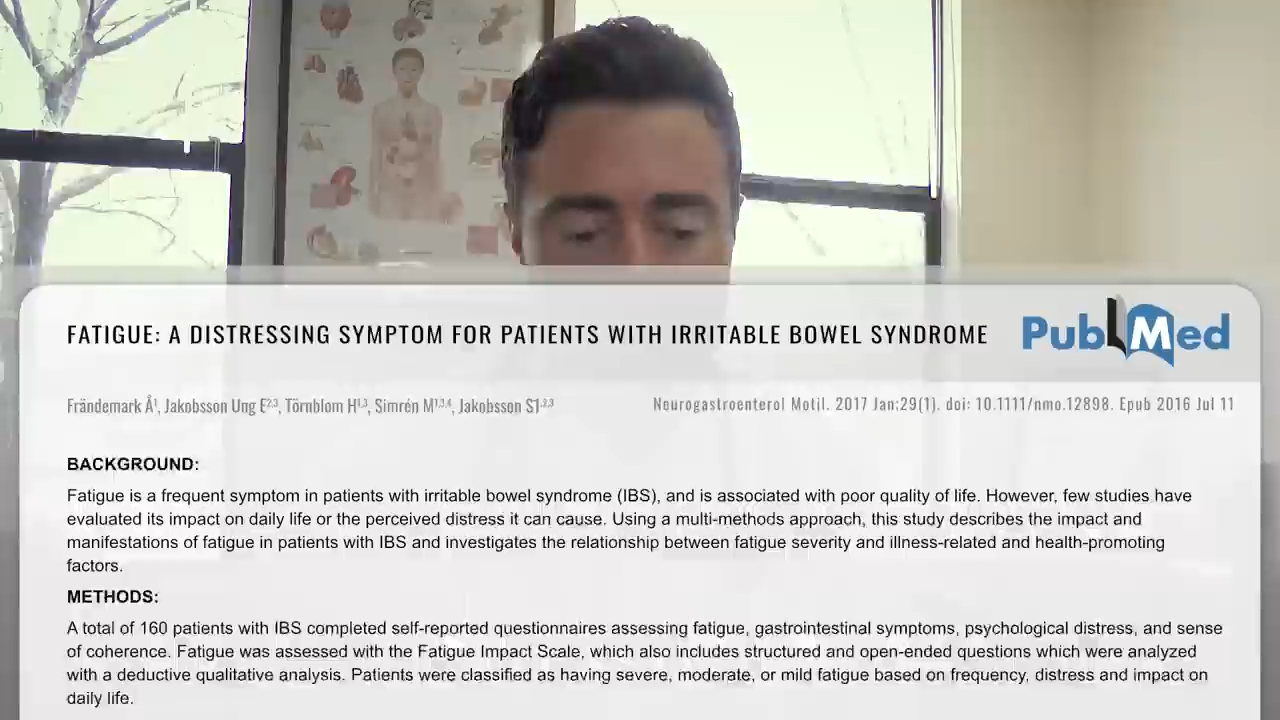 FATIGUE: A DISTRESSING SYMPTOM FOR PATIENTS WITH IRRITABLE BOWEL SYNDROME
PubMed
Frändemark Å¹, Jakobsson Ung E²,³, Törnblom H¹,³, Simrén M¹,³,⁴, Jakobsson S1.²,³
Neurogastroenterol Motil. 2017 Jan;29(1). doi: 10.1111/nmo.12898. Epub 2016 Jul 11
BACKGROUND:
Fatigue is a frequent symptom in patients with irritable bowel syndrome (IBS), and is associated with poor quality of life. However, few studies have
evaluated its impact on daily life or the perceived distress it can cause. Using a multi-methods approach, this study describes the impact and
manifestations of fatigue in patients with IBS and investigates the relationship between fatigue severity and illness-related and health-promoting
factors.
METHODS:
A total of 160 patients with IBS completed self-reported questionnaires assessing fatigue, gastrointestinal symptoms, psychological distress, and sense
of coherence. Fatigue was assessed with the Fatigue Impact Scale, which also includes structured and open-ended questions which were analyzed
with a deductive qualitative analysis. Patients were classified as having severe, moderate, or mild fatigue based on frequency, distress and impact on
daily life.